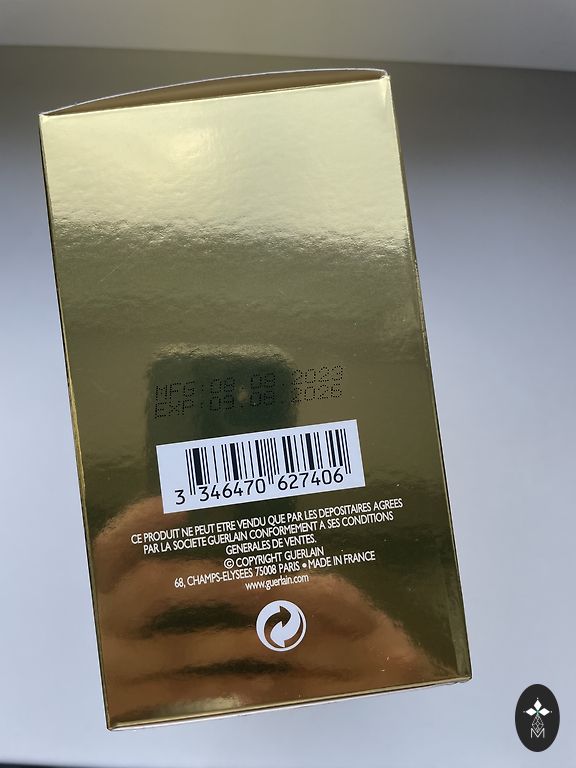 MFG:08.09.2023
EXP:09.08.2026
3 346470 627406
CE PRODUIT NE PEUT ETRE VENDU QUE PAR LES DEPOSITAIRES AGREES
PAR LA SOCIETE GUERLAIN CONFORMEMENT A SES CONDITIONS
GENERALES DE VENTES.
© COPYRIGHT GUERLAIN
68, CHAMPS-ELYSEES 75008 PARIS • MADE IN FRANCE
www.guerlain.com
M